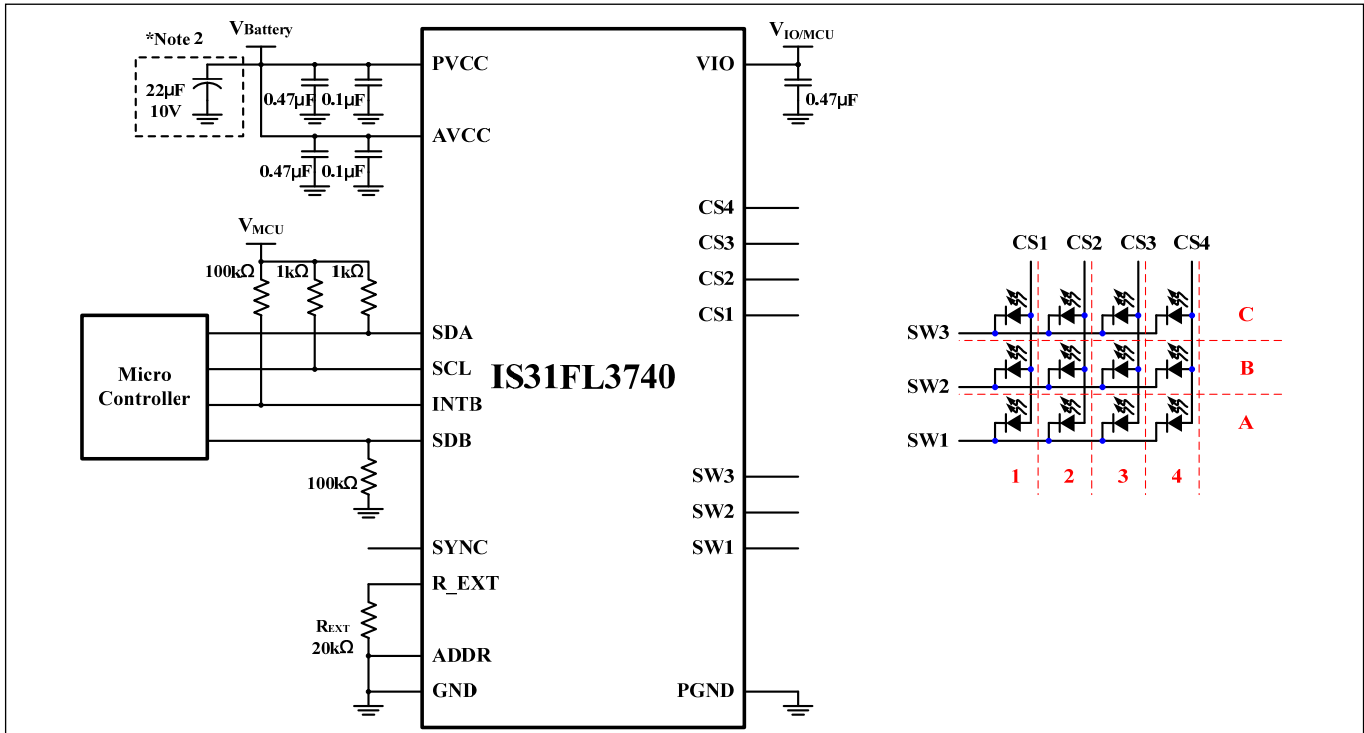 *Note 2
VBattery
22µF
10V
0.47µF
0.1µF
0.47µF
0.1µF
PVCC
AVCC
VMCU
100kΩ
1kΩ
1kΩ
Micro
Controller
SDA
SCL
INTB
SDB
100kΩ
SYNC
R_EXT
REXT
20kΩ
ADDR
GND
IS31FL3740
VIO/MCU
VIO
0.47µF
CS4
CS3
CS2
CS1
SW3
SW2
SW1
PGND
CS1 CS2 CS3 CS4
SW3 C
SW2 B
SW1 A
1 2 3 4